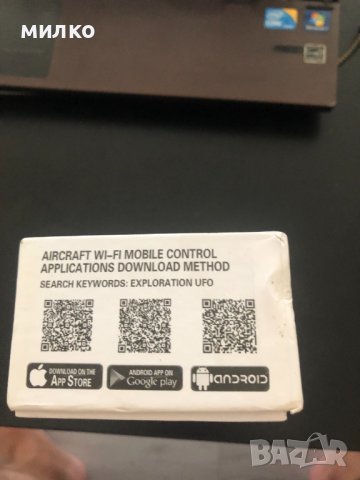 МИЛКО
AIRCRAFT WI-FI MOBILE CONTROL
APPLICATIONS DOWNLOAD METHOD
SEARCH KEYWORDS: EXPLORATION UFO
DOWNLOAD ON THE
APP STORE
ANDROID APP ON
Google play
ANDROID
BAZAR